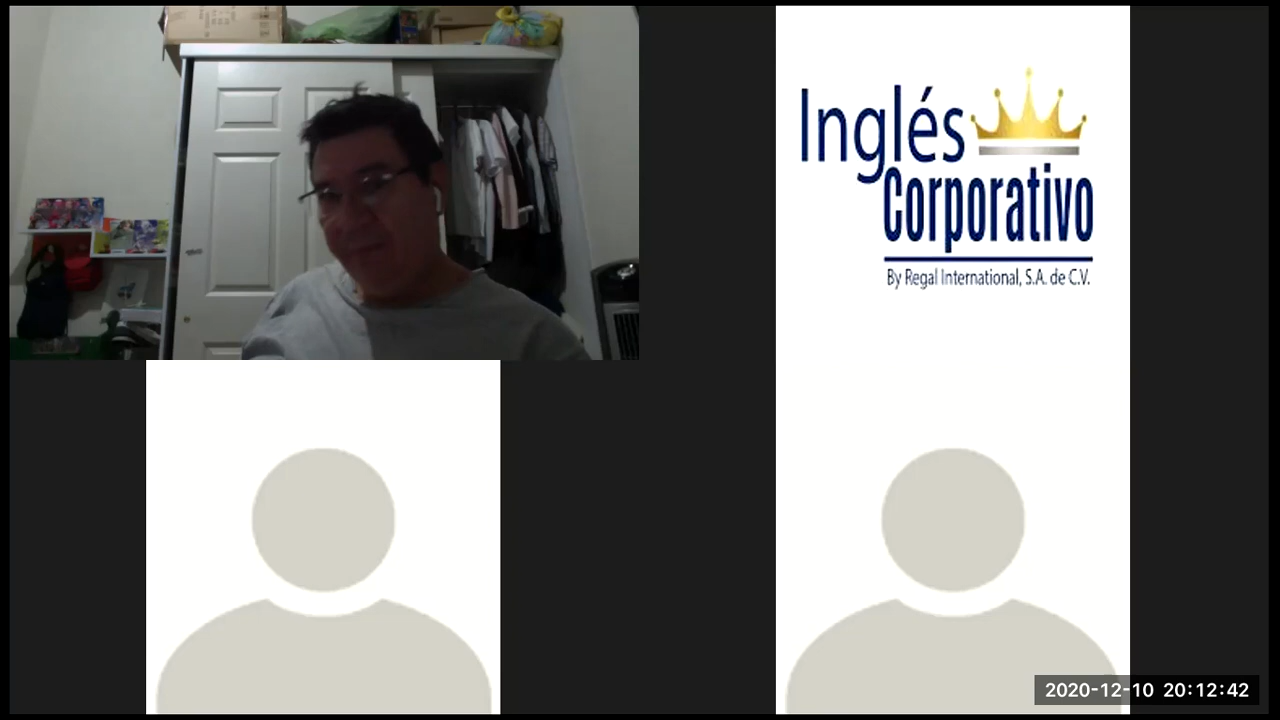 Inglés
Corporativo
By Regal International, S.A. de C.V.
2020-12-10 20:12:42